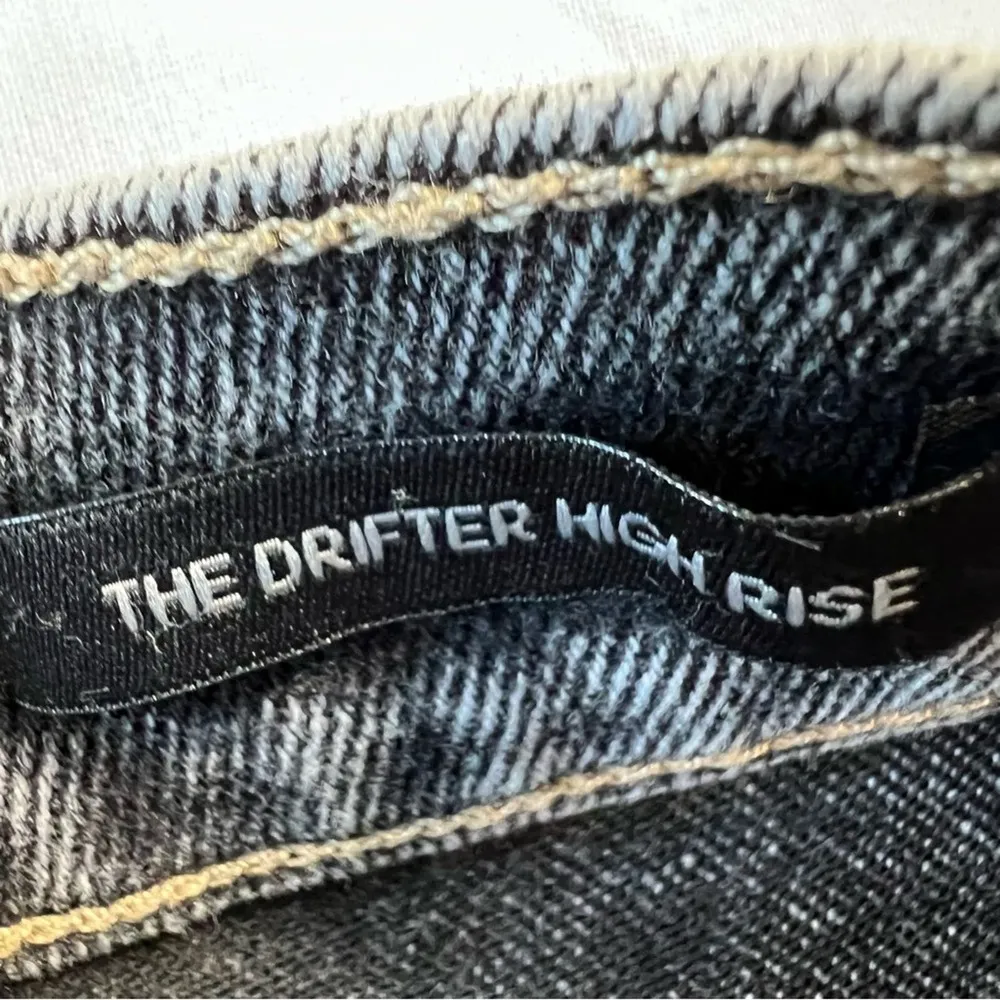 THE DRIFTER HIGH RISE